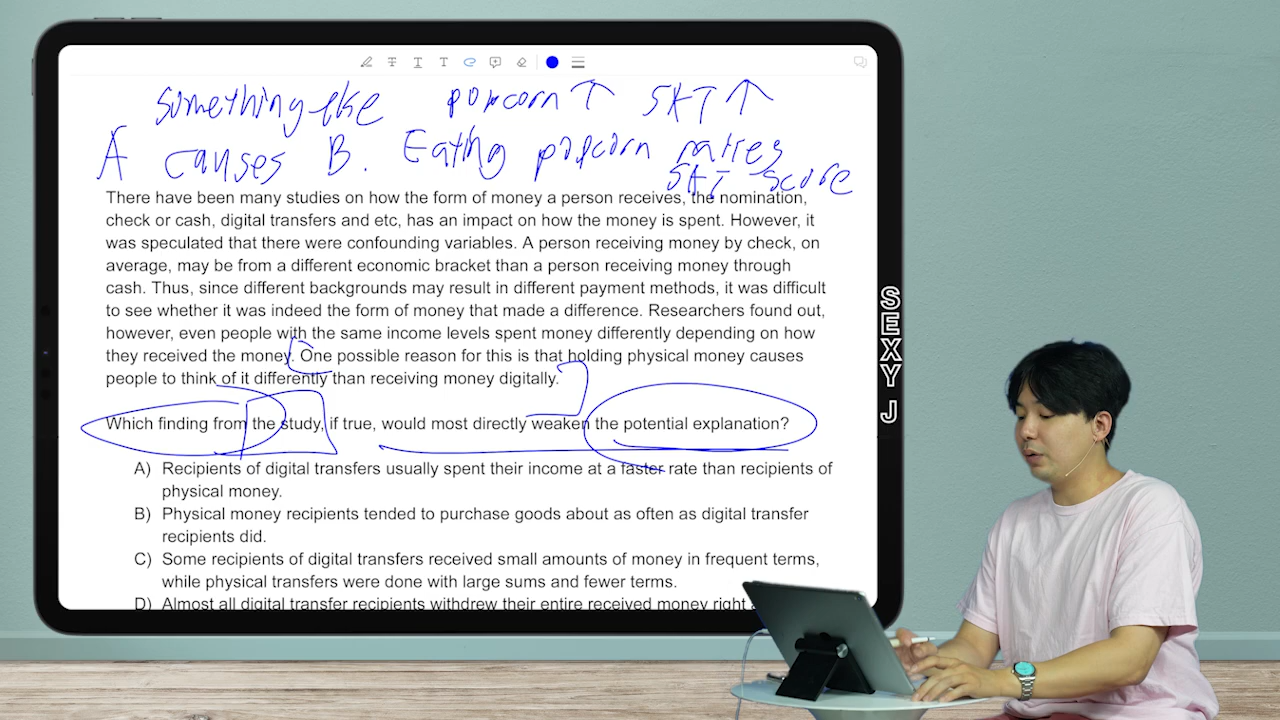 something else popcorn ↑ SAT ↑
A causes B. Eating popcorn raises
SAT score
There have been many studies on how the form of money a person receives, the nomination,
check or cash, digital transfers and etc, has an impact on how the money is spent. However, it
was speculated that there were confounding variables. A person receiving money by check, on
average, may be from a different economic bracket than a person receiving money through
cash. Thus, since different backgrounds may result in different payment methods, it was difficult
to see whether it was indeed the form of money that made a difference. Researchers found out,
however, even people with the same income levels spent money differently depending on how
they received the money. One possible reason for this is that holding physical money causes
people to think of it differently than receiving money digitally.
Which finding from the study, if true, would most directly weaken the potential explanation?
A) Recipients of digital transfers usually spent their income at a faster rate than recipients of
physical money.
B) Physical money recipients tended to purchase goods about as often as digital transfer
recipients did.
C) Some recipients of digital transfers received small amounts of money in frequent terms,
while physical transfers were done with large sums and fewer terms.
D) Almost all digital transfer recipients withdrew their entire received money right
SEXY J